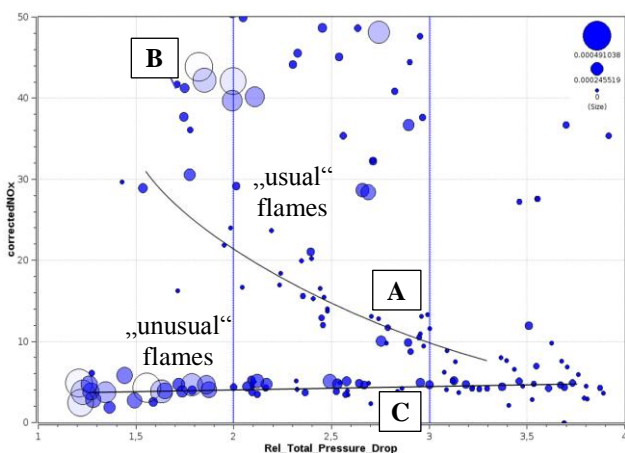 50
40
30
20
10
0
correctedNOx
B
„usual“
flames
A
„unusual“
flames
C
0.000491038
0.000245519
0
(Size)
1
1,5
2
2,5
3
3,5
4
Rel_Total_Pressure_Drop